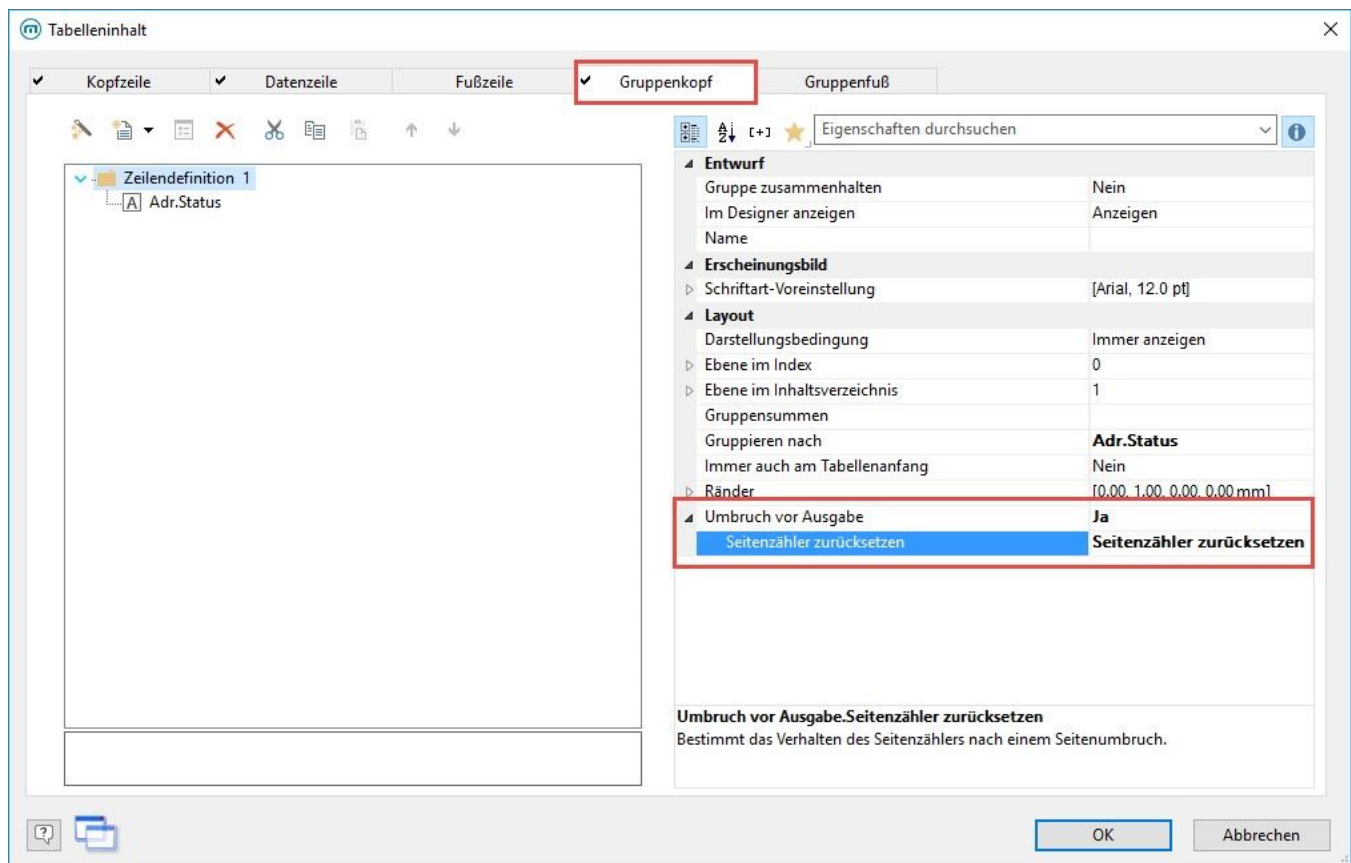 Tabelleninhalt
Kopfzeile Datenzeile Fußzeile Gruppenkopf Gruppenfuß
Eigenschaften durchsuchen
Zeilendefinition 1
A Adr.Status
Entwurf
Gruppe zusammenhalten Nein
Im Designer anzeigen Anzeigen
Name
Erscheinungsbild
Schriftart-Voreinstellung [Arial, 12.0 pt]
Layout
Darstellungsbedingung Immer anzeigen
Ebene im Index 0
Ebene im Inhaltsverzeichnis 1
Gruppensummen
Gruppieren nach Adr.Status
Immer auch am Tabellenanfang Nein
Ränder [0,00, 1,00, 0,00, 0,00 mm]
Umbruch vor Ausgabe Ja
Seitenzähler zurücksetzen Seitenzähler zurücksetzen
Umbruch vor Ausgabe.Seitenzähler zurücksetzen
Bestimmt das Verhalten des Seitenzählers nach einem Seitenumbruch.
OK Abbrechen